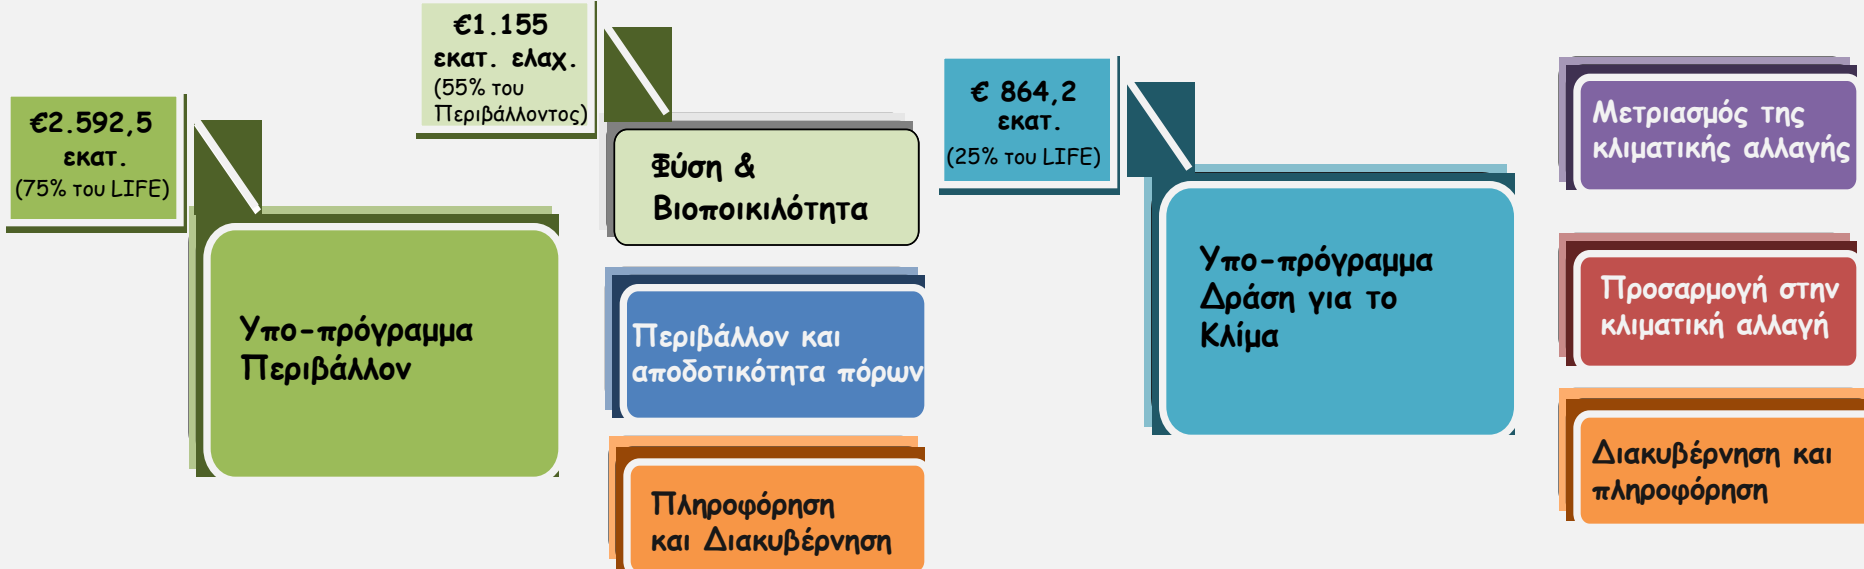 €2.592,5
εκατ.
(75% του LIFE)
Υπο-πρόγραμμα
Περιβάλλον
€1.155
εκατ. ελαχ.
(55% του
Περιβάλλοντος)
Φύση &
Βιοποικιλότητα
Περιβάλλον και
αποδοτικότητα πόρων
Πληροφόρηση
και Διακυβέρνηση
€ 864,2
εκατ.
(25% του LIFE)
Υπο-πρόγραμμα
Δράση για το
Κλίμα
Μετριασμός της
κλιματικής αλλαγής
Προσαρμογή στην
κλιματική αλλαγή
Διακυβέρνηση και
πληροφόρηση